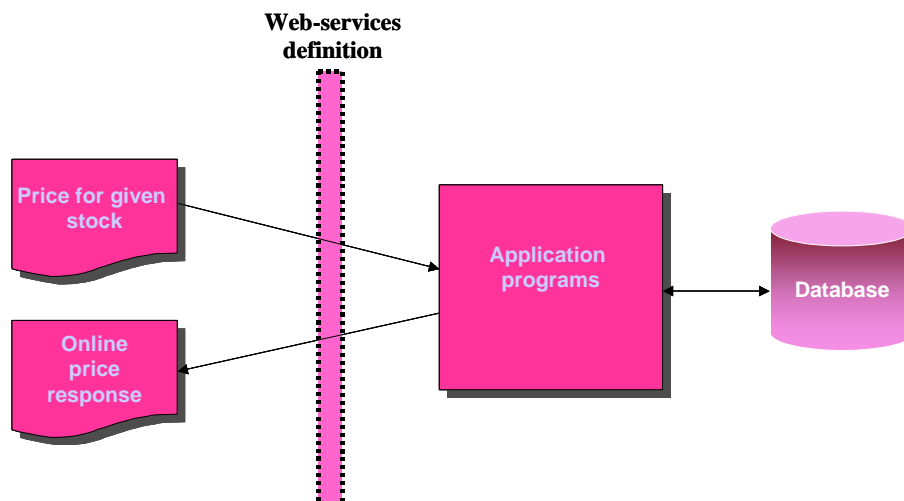 Web-services
definition
Price for given
stock
Application
programs
Database
Online
price
response